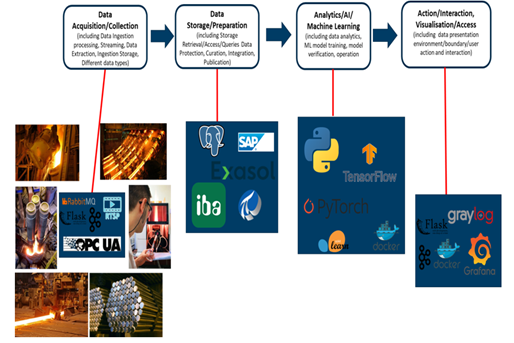 Data
Acquisition/Collection
(including Data Ingestion
processing, Streaming, Data
Extraction, Ingestion Storage,
Different data types)
Data
Storage/Preparation
(including Storage
Retrieval/Access/Queries Data
Protection, Curation, Integration,
Publication)
Analytics/AI/
Machine Learning
(including data analytics,
ML model training, model
verification, operation
Action/Interaction,
Visualisation/Access
(including data presentation
environment/boundary/user
action and interaction)
RabbitMQ
Flask
RTSP
OPC UA
SAP
Exasol
iba
TensorFlow
PyTorch
learn
docker
Flask
graylog
docker
Grafana